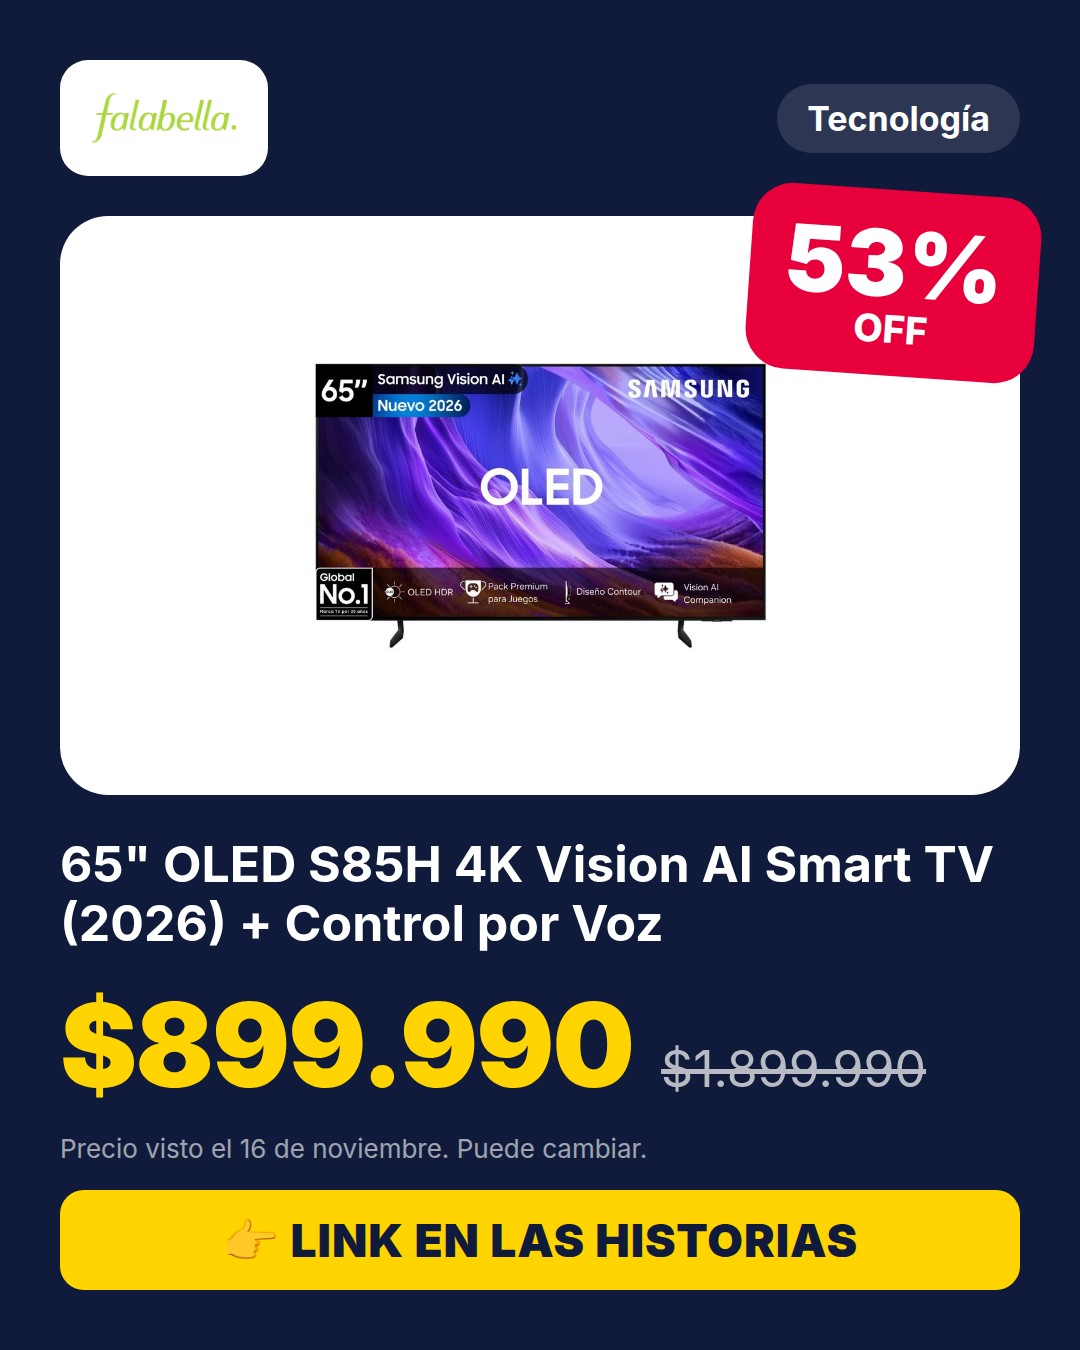 falabella.
Tecnología
53%
OFF
65”
Samsung Vision AI
Nuevo 2026
SAMSUNG
OLED
Global
No.1
OLED HDR
Pack Premium
para Juegos
Diseño Contour
Vision AI
Companion
65" OLED S85H 4K Vision AI Smart TV
(2026) + Control por Voz
$899.990
$1.899.990
Precio visto el 16 de noviembre. Puede cambiar.
👉 LINK EN LAS HISTORIAS